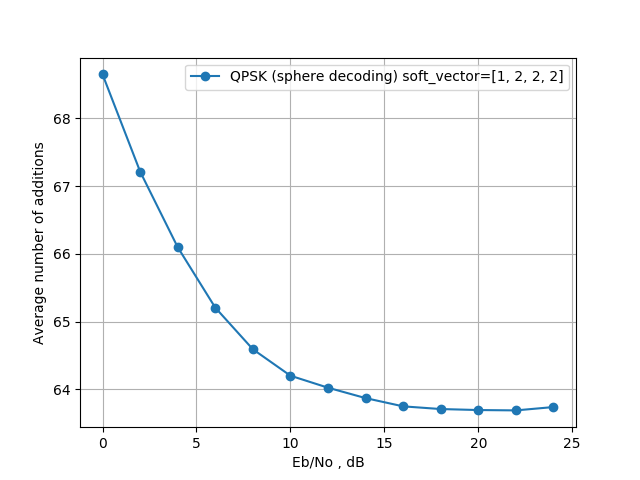 QPSK (sphere decoding) soft_vector=[1, 2, 2, 2]
Average number of additions
68
67
66
65
64
0 5 10 15 20 25
Eb/No , dB